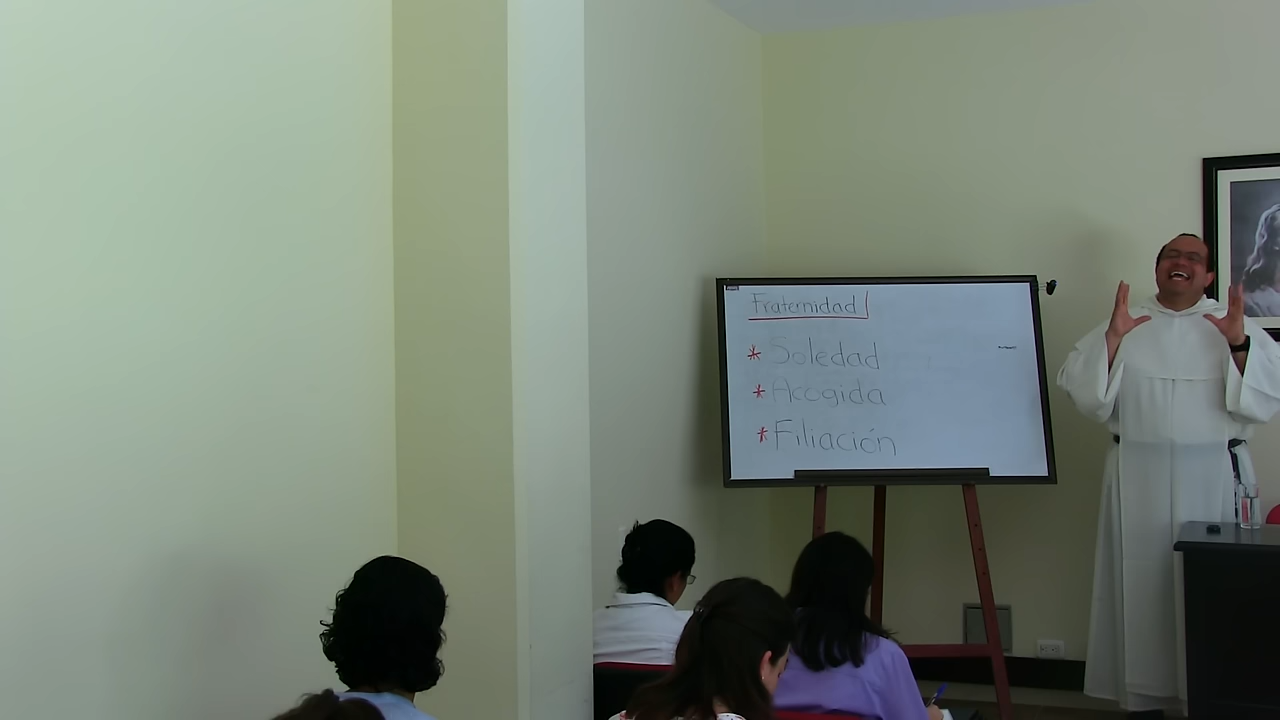 Fraternidad
* Soledad
* Acogida
* Filiación